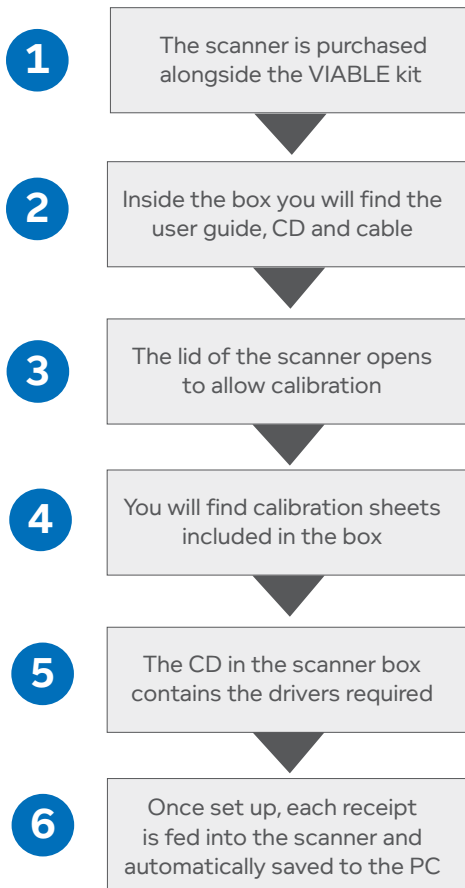 1
The scanner is purchased
alongside the VIABLE kit
2
Inside the box you will find the
user guide, CD and cable
3
The lid of the scanner opens
to allow calibration
4
You will find calibration sheets
included in the box
5
The CD in the scanner box
contains the drivers required
6
Once set up, each receipt
is fed into the scanner and
automatically saved to the PC